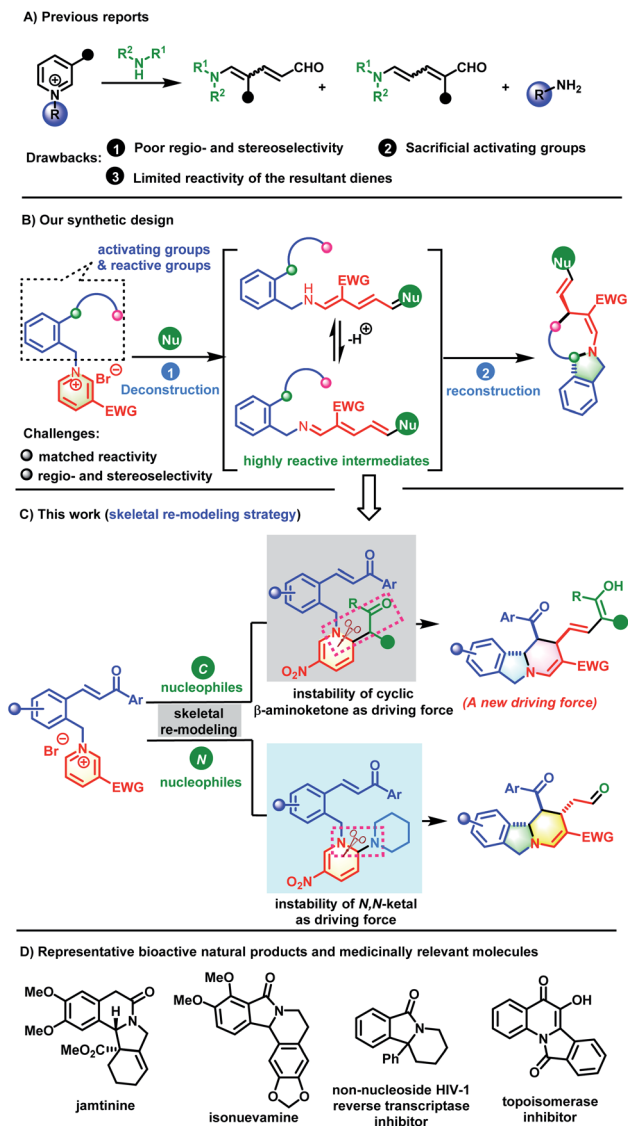 A) Previous reports
R² R¹
N
H
N
⊕
R
R¹
N
R²
CHO
+
R¹
N
R²
CHO
+
R NH₂
Drawbacks:
1 Poor regio- and stereoselectivity
2 Sacrificial activating groups
3 Limited reactivity of the resultant dienes
B) Our synthetic design
activating groups
& reactive groups
N
⊕
Br⊖
EWG
Nu
1
Deconstruction
H
N
EWG
Nu
⊕
-H
N
EWG
Nu
highly reactive intermediates
2
reconstruction
Nu
EWG
N
Challenges:
matched reactivity
regio- and stereoselectivity
C) This work (sketetal re-modeling strategy)
O
Ar
R
O
N
O₂N
instability of cyclic
β-aminoketone as driving force
R OH
O
Ar
N
EWG
(A new driving force)
O
Ar
Br⊖
N
⊕
EWG
C
nucleophiles
skeletal
re-modeling
N
nucleophiles
O
Ar
N N
O₂N
instability of N,N-ketal
as driving force
O
Ar
O
N
EWG
D) Representative bioactive natural products and medicinally relevant molecules
MeO
MeO
O
N
H
MeO₂C
jamtinine
MeO
MeO
O
N
O
O
isonuevamine
O
N
Ph
non-nucleoside HIV-1
reverse transcriptase
inhibitor
O
OH
N
O
topoisomerase
inhibitor